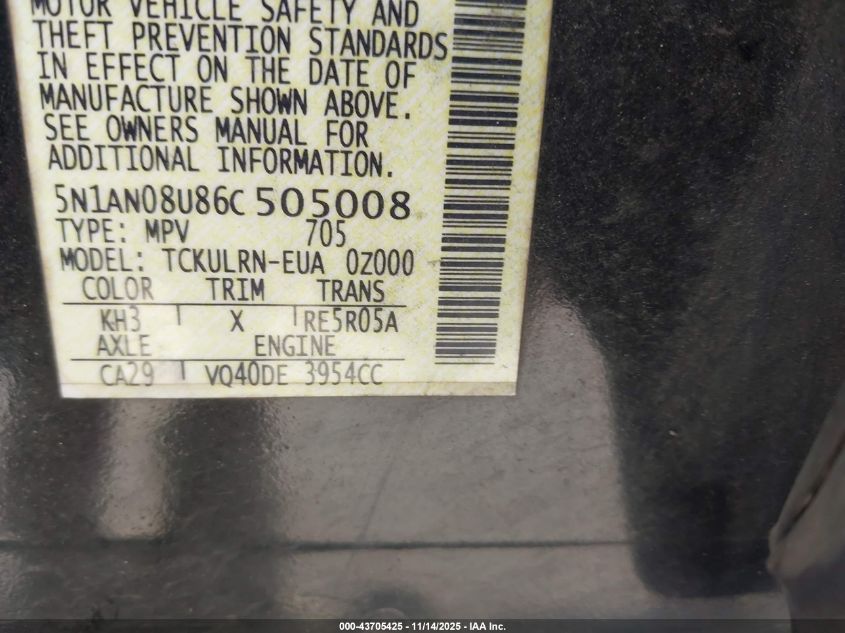 MOTOR VEHICLE SAFETY AND
THEFT PREVENTION STANDARDS
IN EFFECT ON THE DATE OF
MANUFACTURE SHOWN ABOVE.
SEE OWNERS MANUAL FOR
ADDITIONAL INFORMATION.
5N1AN08U86C 505008
TYPE: MPV 705
MODEL: TCKULRN-EUA 0Z000
COLOR TRIM TRANS
KH3 X RE5R05A
AXLE ENGINE
CA29 VQ40DE 3954CC
000-43705425 - 11/14/2025 - IAA Inc.